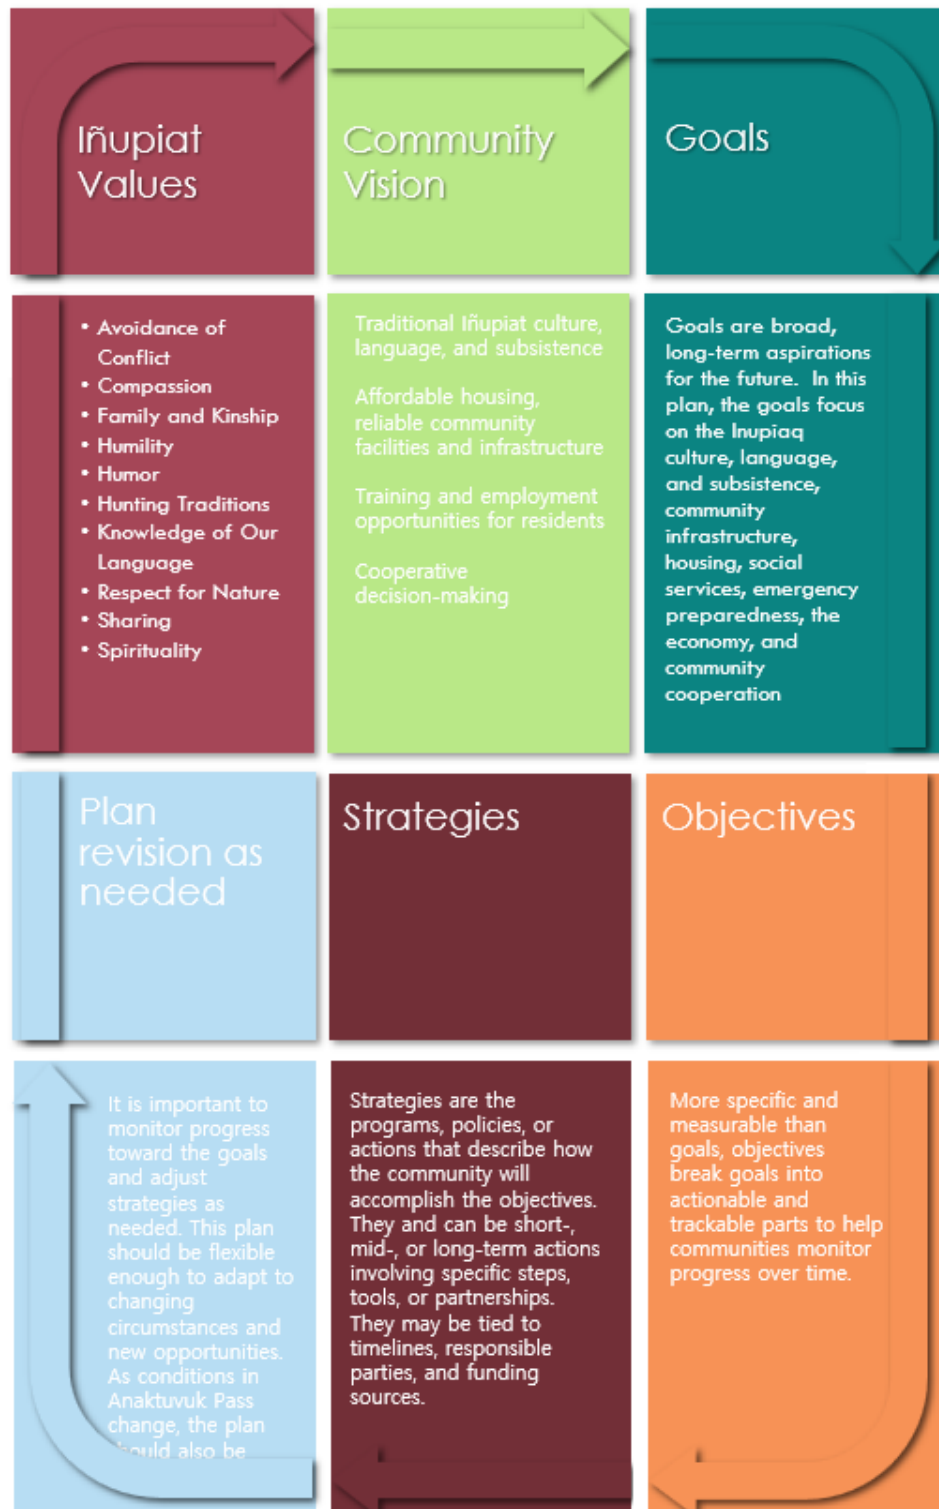 Iñupiat
Values
Community
Vision
Goals
• Avoidance of
Conflict
• Compassion
• Family and Kinship
• Humility
• Humor
• Hunting Traditions
• Knowledge of Our
Language
• Respect for Nature
• Sharing
• Spirituality
Traditional Iñupiat culture,
language, and subsistence
Affordable housing,
reliable community
facilities and infrastructure
Training and employment
opportunities for residents
Cooperative
decision-making
Goals are broad,
long-term aspirations
for the future. In this
plan, the goals focus
on the Inupiaq
culture, language,
and subsistence,
community
infrastructure,
housing, social
services, emergency
preparedness, the
economy, and
community
cooperation
Plan
revision as
needed
Strategies
Objectives
It is important to
monitor progress
toward the goals
and adjust
strategies as
needed. This plan
should be flexible
enough to adapt to
changing
circumstances and
new opportunities.
As conditions in
Anaktuvuk Pass
change, the plan
should also be
Strategies are the
programs, policies, or
actions that describe how
the community will
accomplish the objectives.
They and can be short-,
mid-, or long-term actions
involving specific steps,
tools, or partnerships.
They may be tied to
timelines, responsible
parties, and funding
sources.
More specific and
measurable than
goals, objectives
break goals into
actionable and
trackable parts to help
communities monitor
progress over time.